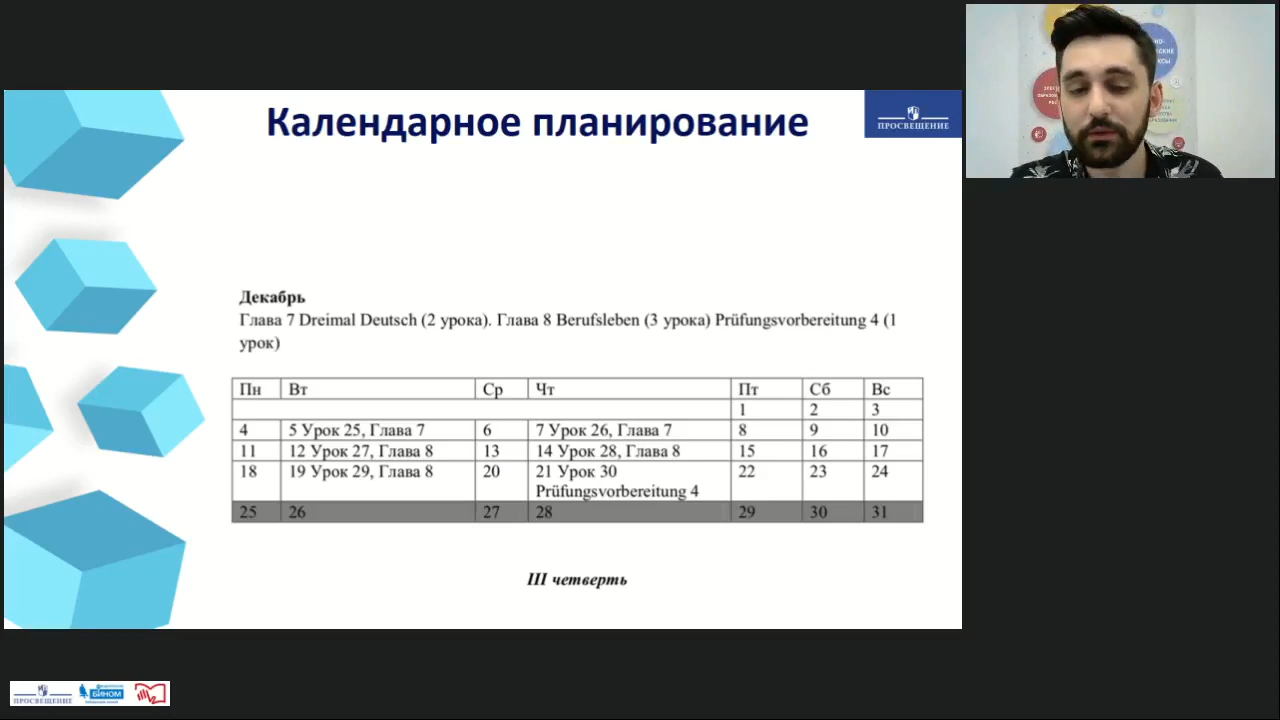 Календарное планирование
ПРОСВЕЩЕНИЕ
Декабрь
Глава 7 Dreimal Deutsch (2 урока). Глава 8 Berufsleben (3 урока) Prüfungsvorbereitung 4 (1
урок)
Пн Вт Ср Чт Пт Сб Вс
1 2 3
4 5 Урок 25, Глава 7 6 7 Урок 26, Глава 7 8 9 10
11 12 Урок 27, Глава 8 13 14 Урок 28, Глава 8 15 16 17
18 19 Урок 29, Глава 8 20 21 Урок 30 22 23 24
Prüfungsvorbereitung 4
25 26 27 28 29 30 31
III четверть
ПРОСВЕЩЕНИЕ
БИНОМ